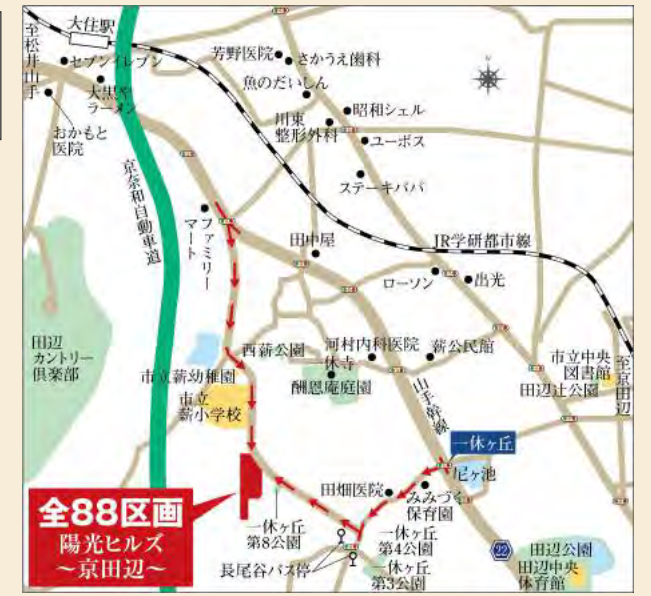 大住駅
至松井山手
セブンイレブン
大黒や
ラーメン
おかもと
医院
京奈和自動車道
芳野医院
さかうえ歯科
魚のだいしん
昭和シェル
川東
整形外科
ユーポス
ステーキパパ
ファミリー
マート
田中屋
JR学研都市線
ローソン
出光
田辺
カントリー
倶楽部
西薪公園
河村内科医院
薪公民館
一休寺
酬恩庵庭園
市立薪幼稚園
市立
薪小学校
山手幹線
市立中央
図書館
田辺辻公園
至京田辺
一休ヶ丘
尼ヶ池
田畑医院
みみづく
保育園
全88区画
陽光ヒルズ
～京田辺～
一休ヶ丘
第8公園
一休ヶ丘
第4公園
長尾谷バス停
一休ヶ丘
第3公園
22
田辺公園
田辺中央
体育館